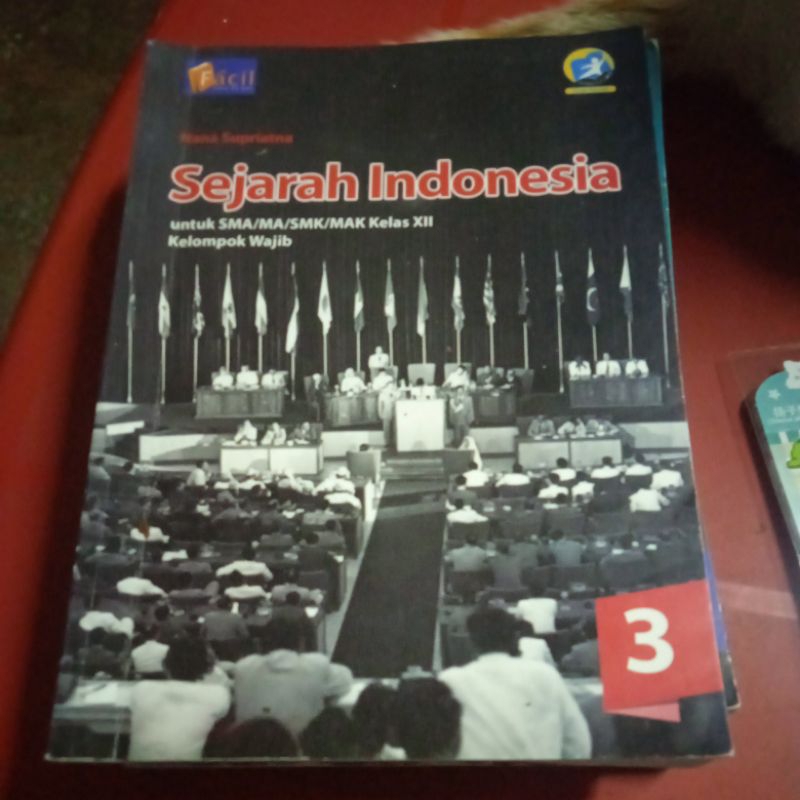 Facil
Nana Supriatna
Sejarah Indonesia
untuk SMA/MA/SMK/MAK Kelas XII
Kelompok Wajib
3